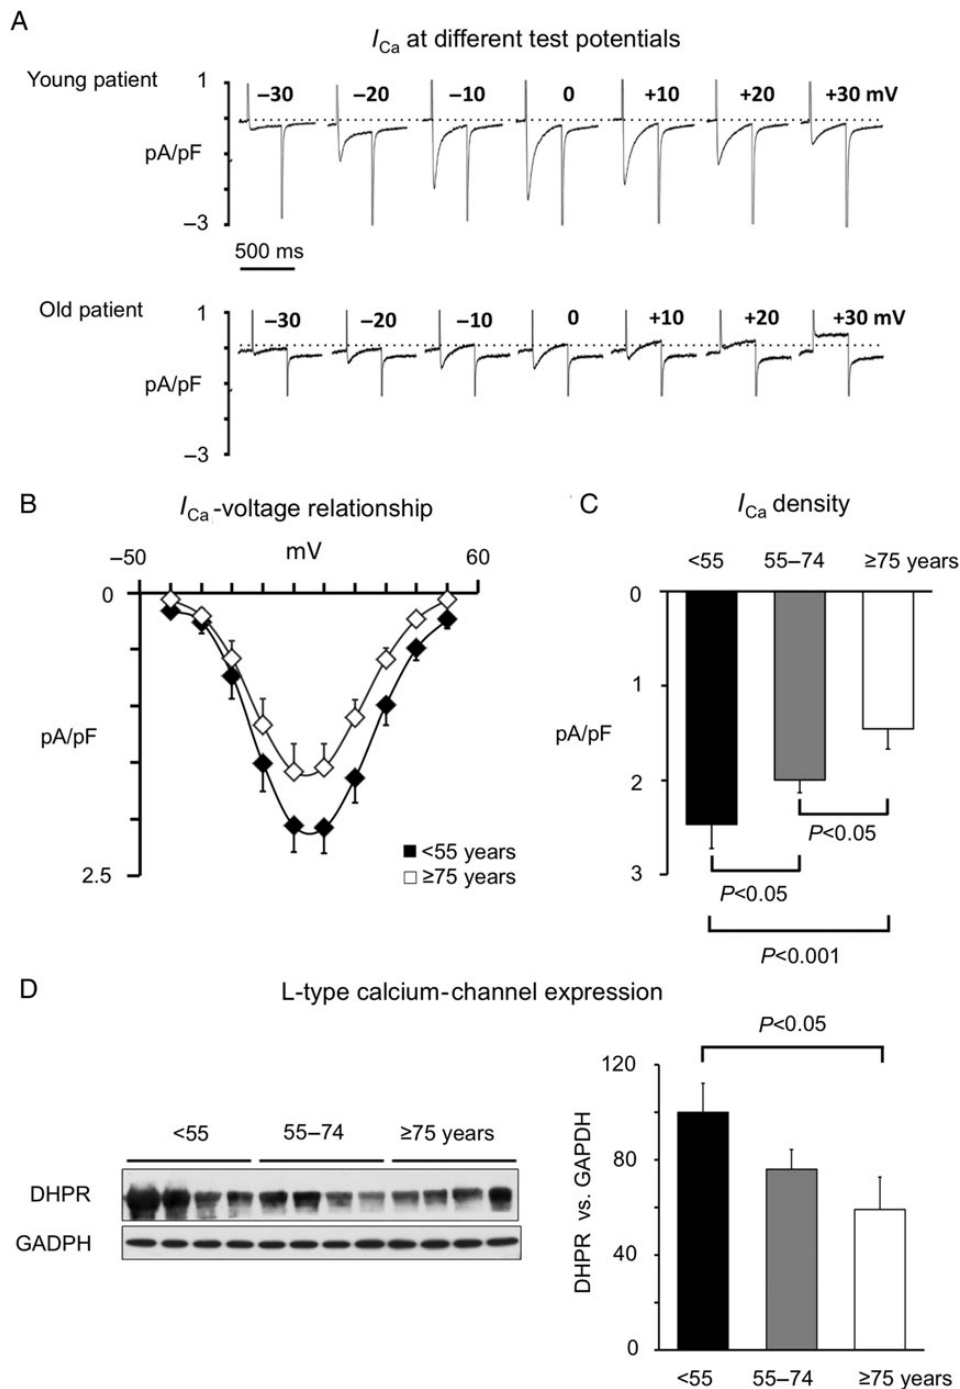 A
I Ca at different test potentials
Young patient
1
–30 –20 –10 0 +10 +20 +30 mV
pA/pF
–3
500 ms
Old patient
1
–30 –20 –10 0 +10 +20 +30 mV
pA/pF
–3
B
I Ca -voltage relationship
–50 mV 60
0
pA/pF
2.5
<55 years
≥75 years
C
I Ca density
<55 55–74 ≥75 years
0
1
pA/pF
2
3
P<0.05
P<0.05
P<0.001
D
L-type calcium-channel expression
<55 55–74 ≥75 years
DHPR
GADPH
P<0.05
120
80
40
0
DHPR vs. GAPDH
<55 55–74 ≥75 years